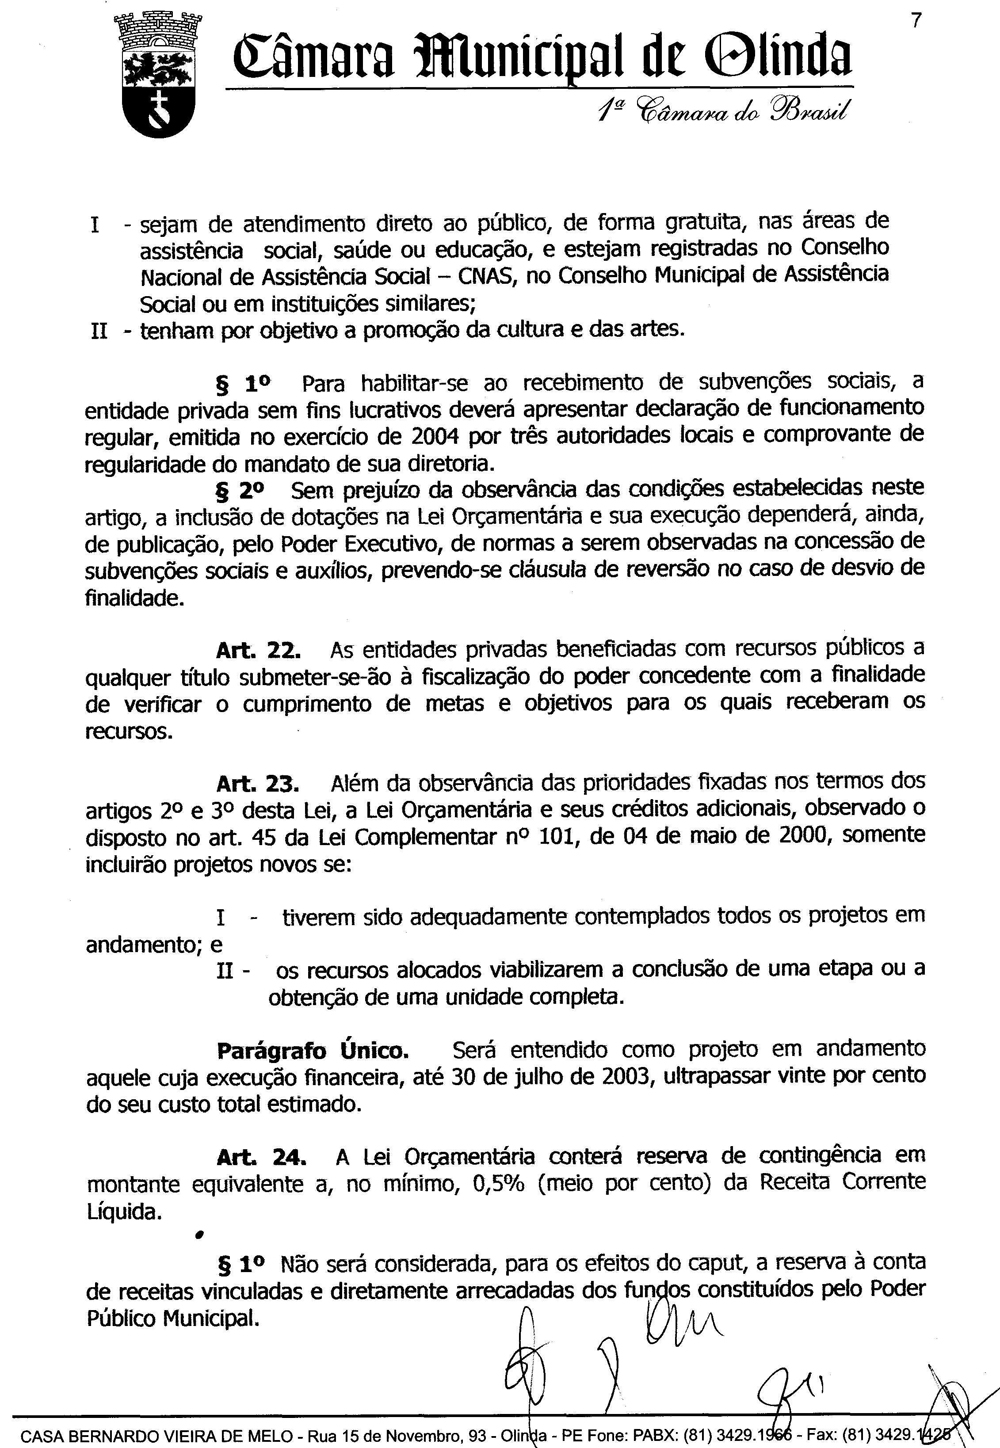 7
Câmara Municipal de Olinda
1ª Câmara do Brasil
I - sejam de atendimento direto ao público, de forma gratuita, nas áreas de
assistência social, saúde ou educação, e estejam registradas no Conselho
Nacional de Assistência Social – CNAS, no Conselho Municipal de Assistência
Social ou em instituições similares;
II - tenham por objetivo a promoção da cultura e das artes.
§ 1º Para habilitar-se ao recebimento de subvenções sociais, a
entidade privada sem fins lucrativos deverá apresentar declaração de funcionamento
regular, emitida no exercício de 2004 por três autoridades locais e comprovante de
regularidade do mandato de sua diretoria.
§ 2º Sem prejuízo da observância das condições estabelecidas neste
artigo, a inclusão de dotações na Lei Orçamentária e sua execução dependerá, ainda,
de publicação, pelo Poder Executivo, de normas a serem observadas na concessão de
subvenções sociais e auxílios, prevendo-se cláusula de reversão no caso de desvio de
finalidade.
Art. 22. As entidades privadas beneficiadas com recursos públicos a
qualquer título submeter-se-ão à fiscalização do poder concedente com a finalidade
de verificar o cumprimento de metas e objetivos para os quais receberam os
recursos.
Art. 23. Além da observância das prioridades fixadas nos termos dos
artigos 2º e 3º desta Lei, a Lei Orçamentária e seus créditos adicionais, observado o
disposto no art. 45 da Lei Complementar nº 101, de 04 de maio de 2000, somente
incluirão projetos novos se:
I - tiverem sido adequadamente contemplados todos os projetos em
andamento; e
II - os recursos alocados viabilizarem a conclusão de uma etapa ou a
obtenção de uma unidade completa.
Parágrafo Único. Será entendido como projeto em andamento
aquele cuja execução financeira, até 30 de julho de 2003, ultrapassar vinte por cento
do seu custo total estimado.
Art. 24. A Lei Orçamentária conterá reserva de contingência em
montante equivalente a, no mínimo, 0,5% (meio por cento) da Receita Corrente
Líquida.
§ 1º Não será considerada, para os efeitos do caput, a reserva à conta
de receitas vinculadas e diretamente arrecadadas dos fundos constituídos pelo Poder
Público Municipal.
CASA BERNARDO VIEIRA DE MELO - Rua 15 de Novembro, 93 - Olinda - PE Fone: PABX: (81) 3429.1966 - Fax: (81) 3429.1425